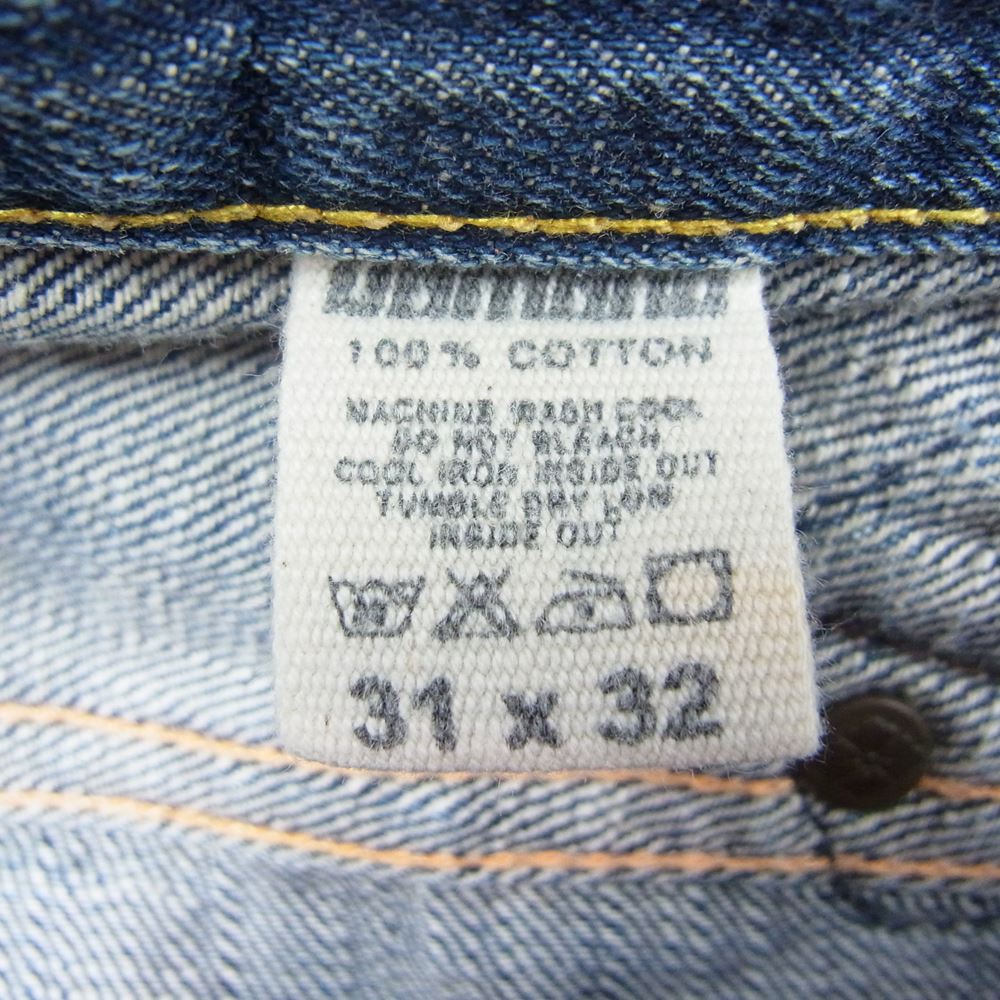 100% COTTON
MACHINE WASH COOL
DO NOT BLEACH
COOL IRON INSIDE OUT
TUMBLE DRY LOW
INSIDE OUT
31 x 32